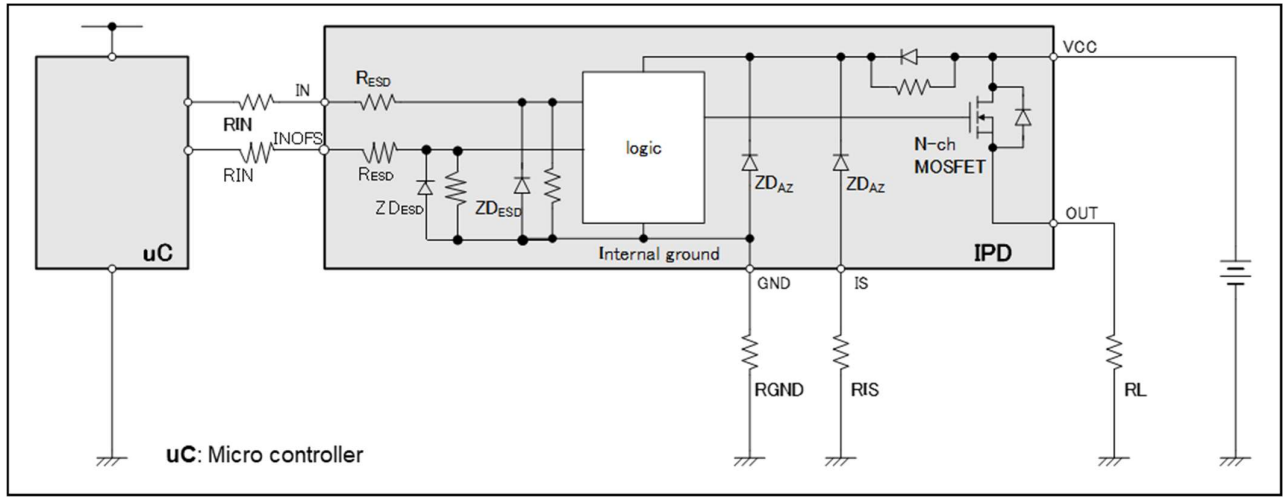 VCC
RESD
IN
RIN
INOFS
logic
N-ch
MOSFET
RIN
RESD
ZDAZ
ZDAZ
ZDESD
ZDESD
OUT
uC
Internal ground
IPD
GND
IS
RGND
RIS
RL
uC: Micro controller